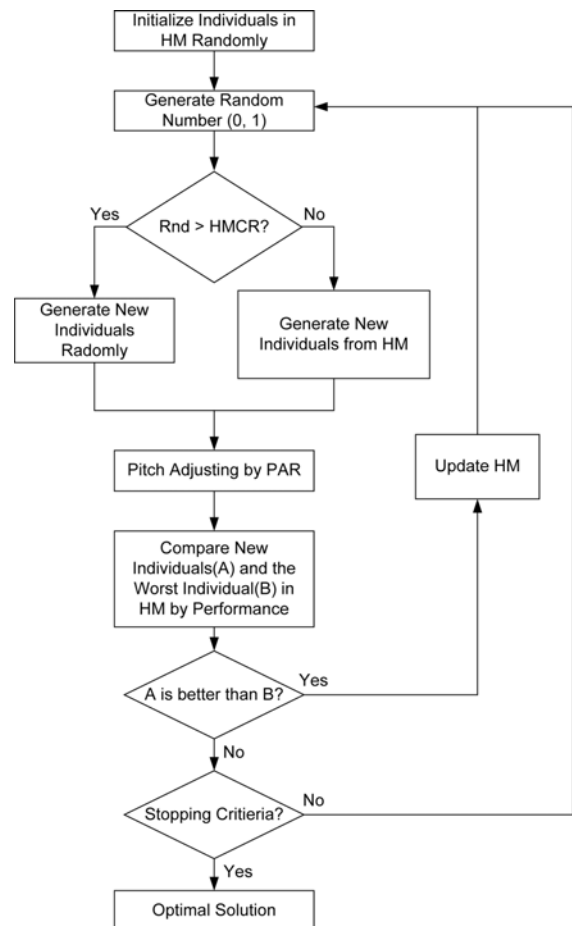 Initialize Individuals in
HM Randomly
Generate Random
Number (0, 1)
Yes
Rnd > HMCR?
No
Generate New
Individuals
Radomly
Generate New
Individuals from HM
Pitch Adjusting by PAR
Update HM
Compare New
Individuals(A) and the
Worst Individual(B) in
HM by Performance
A is better than B?
Yes
No
Stopping Critieria?
No
Yes
Optimal Solution